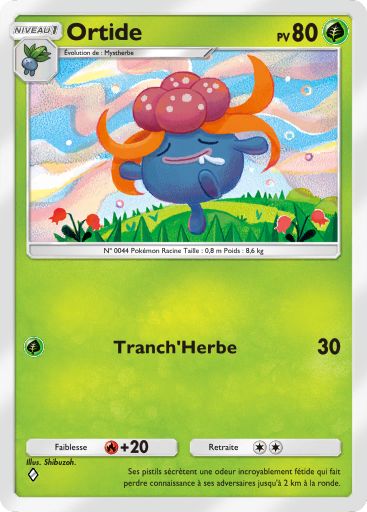 NIVEAU 1
Ortide
PV 80
Évolution de : Mystherbe
N° 0044 Pokémon Racine Taille : 0,8 m Poids : 8,6 kg
Tranch'Herbe 30
Faiblesse +20 Retraite
Illus. Shibuzoh.
Ses pistils sécrètent une odeur incroyablement fétide qui fait
perdre connaissance à ses adversaires jusqu'à 2 km à la ronde.